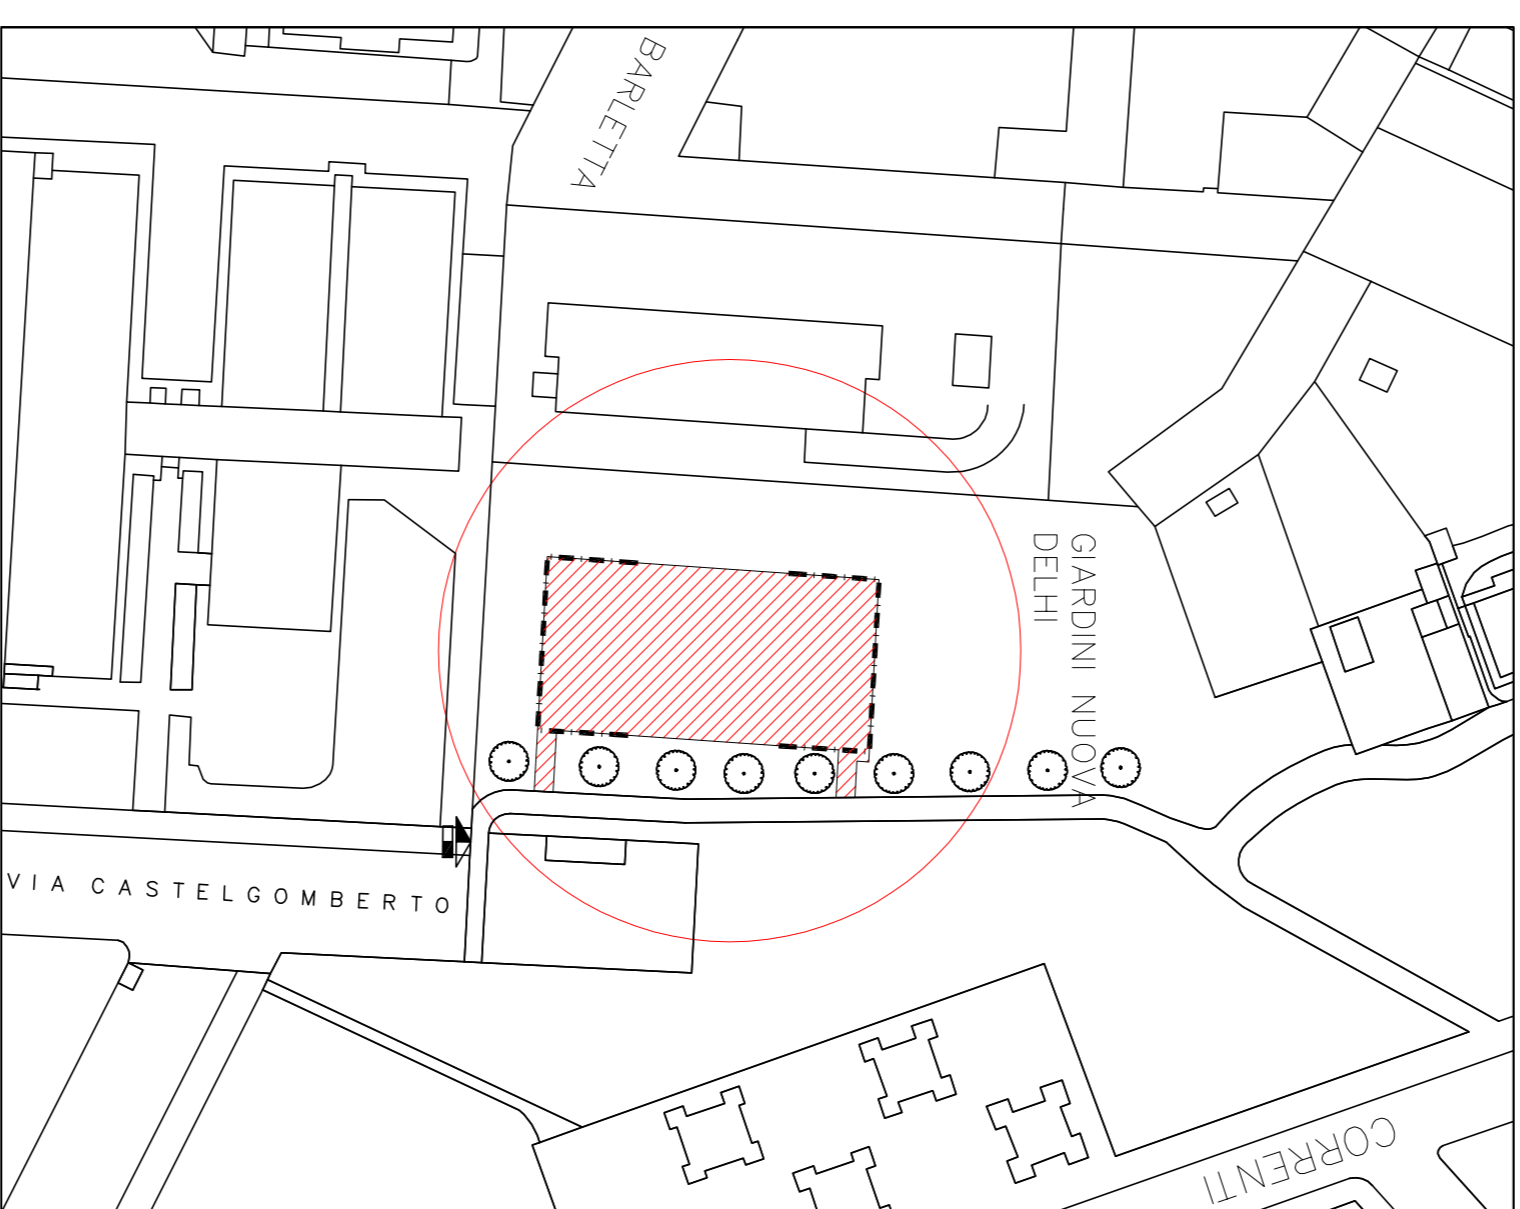 BARLETTA
GIARDINI NUOVA
DELHI
VIA CASTELGOMBERTO
CORRENTI